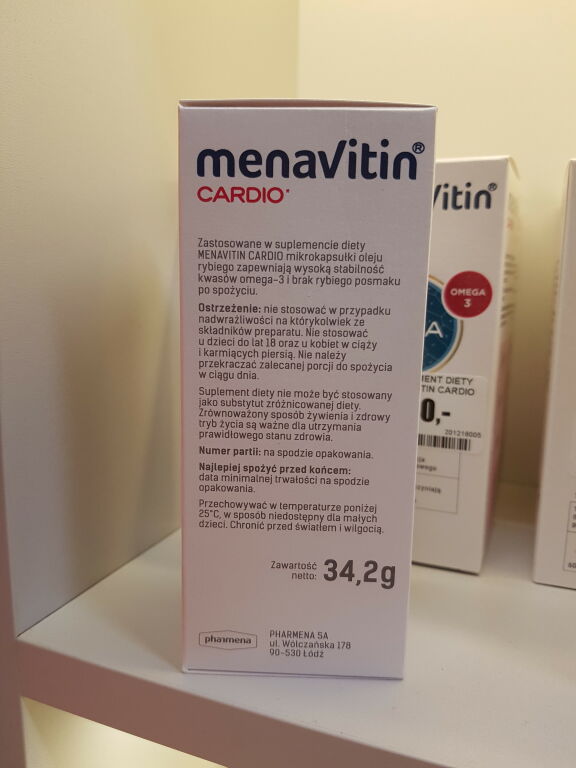 menavitin®
CARDIO*
Zastosowane w suplemencie diety
MENAVITIN CARDIO mikrokapsułki oleju
rybiego zapewniają wysoką stabilność
kwasów omega-3 i brak rybiego posmaku
po spożyciu.
Ostrzeżenie: nie stosować w przypadku
nadwrażliwości na którykolwiek ze
składników preparatu. Nie stosować
u dzieci do lat 18 oraz u kobiet w ciąży
i karmiących piersią. Nie należy
przekraczać zalecanej porcji do spożycia
w ciągu dnia.
Suplement diety nie może być stosowany
jako substytut zróżnicowanej diety.
Zrównoważony sposób żywienia i zdrowy
tryb życia są ważne dla utrzymania
prawidłowego stanu zdrowia.
Numer partii: na spodzie opakowania.
Najlepiej spożyć przed końcem:
data minimalnej trwałości na spodzie
opakowania.
Przechowywać w temperaturze poniżej
25°C, w sposób niedostępny dla małych
dzieci. Chronić przed światłem i wilgocią.
Zawartość
netto: 34,2g
pharmena
PHARMENA SA
ul. Wólczańska 178
90-530 Łódź
itin®
OMEGA
3
A
ENT DIETY
TIN CARDIO
0,-
201218005